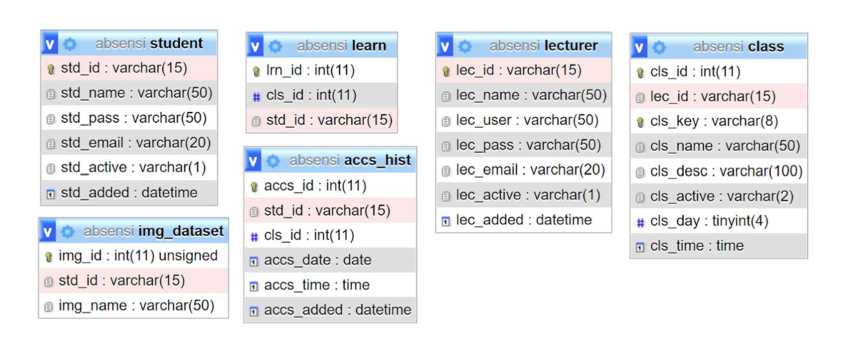 absensi student
std_id : varchar(15)
std_name : varchar(50)
std_pass : varchar(50)
std_email : varchar(20)
std_active : varchar(1)
std_added : datetime
absensi img_dataset
img_id : int(11) unsigned
std_id : varchar(15)
img_name : varchar(50)
absensi learn
lrn_id : int(11)
cls_id : int(11)
std_id : varchar(15)
absensi accs_hist
accs_id : int(11)
std_id : varchar(15)
cls_id : int(11)
accs_date : date
accs_time : time
accs_added : datetime
absensi lecturer
lec_id : varchar(15)
lec_name : varchar(50)
lec_user : varchar(50)
lec_pass : varchar(50)
lec_email : varchar(20)
lec_active : varchar(1)
lec_added : datetime
absensi class
cls_id : int(11)
lec_id : varchar(15)
cls_key : varchar(8)
cls_name : varchar(50)
cls_desc : varchar(100)
cls_active : varchar(2)
cls_day : tinyint(4)
cls_time : time